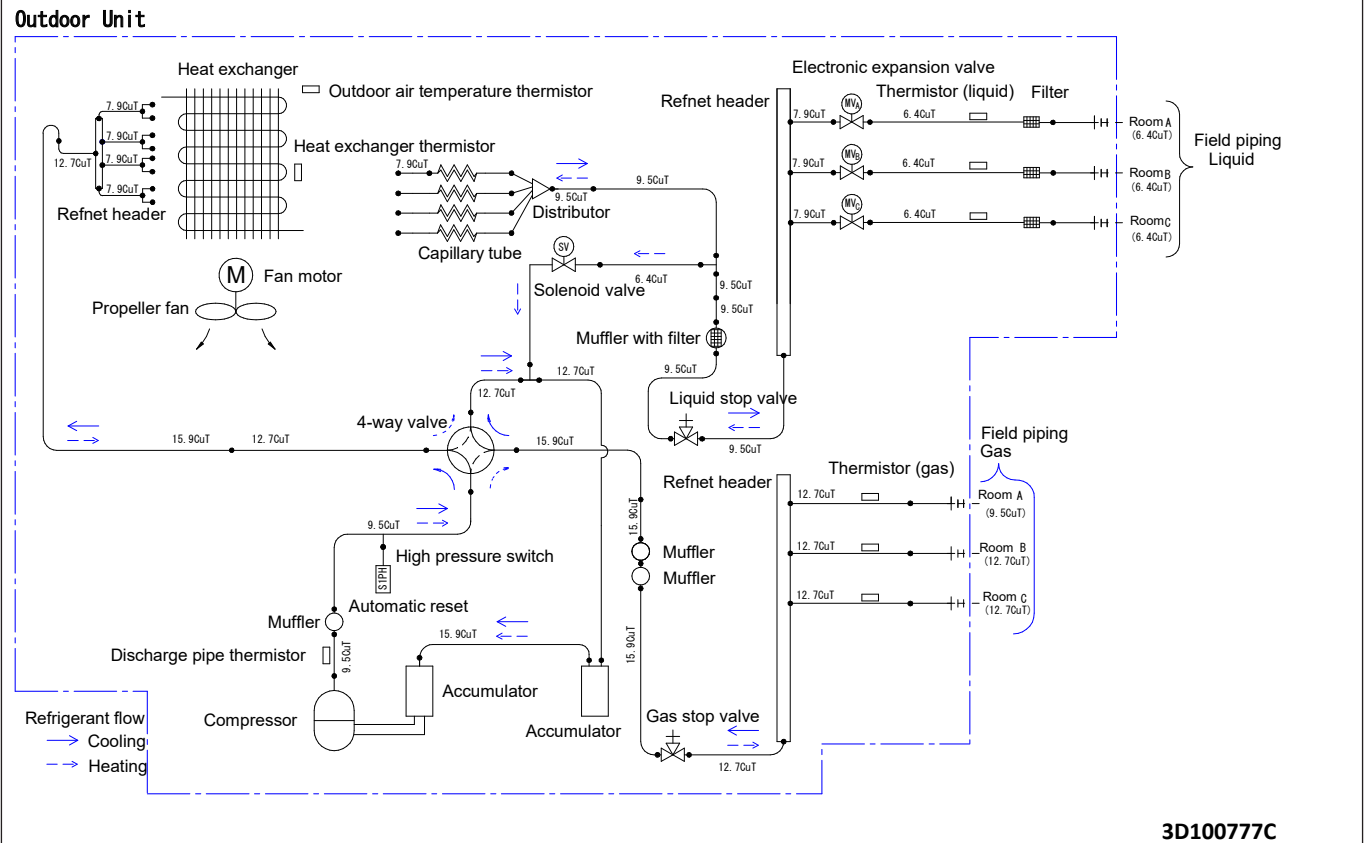 Outdoor Unit
Heat exchanger
Outdoor air temperature thermistor
7.9CuT
7.9CuT
7.9CuT
7.9CuT
12.7CuT
Refnet header
Heat exchanger thermistor
7.9CuT
9.5CuT
9.5CuT
Distributor
Capillary tube
M
Fan motor
Propeller fan
SV
Solenoid valve
6.4CuT
9.5CuT
9.5CuT
Muffler with filter
9.5CuT
Liquid stop valve
9.5CuT
Refnet header
Electronic expansion valve
Thermistor (liquid)
Filter
7.9CuT
MVA
6.4CuT
Room A
(6.4CuT)
7.9CuT
MVB
6.4CuT
Room B
(6.4CuT)
7.9CuT
MVC
6.4CuT
Room C
(6.4CuT)
Field piping
Liquid
12.7CuT
12.7CuT
4-way valve
15.9CuT
12.7CuT
15.9CuT
9.5CuT
High pressure switch
S1PH
Automatic reset
Muffler
Discharge pipe thermistor
9.5CuT
Compressor
15.9CuT
Accumulator
Accumulator
15.9CuT
Muffler
Muffler
15.9CuT
Gas stop valve
12.7CuT
Refnet header
Thermistor (gas)
Field piping
Gas
12.7CuT
Room A
(9.5CuT)
12.7CuT
Room B
(12.7CuT)
12.7CuT
Room C
(12.7CuT)
Refrigerant flow
Cooling
Heating
3D100777C